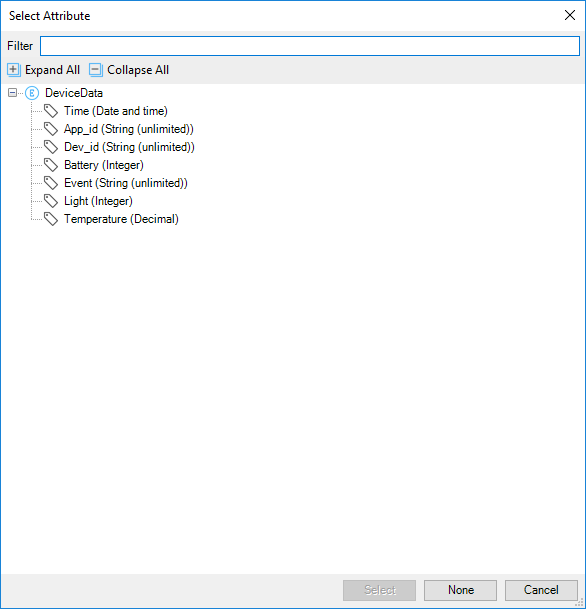 Select Attribute
Filter
Expand All Collapse All
DeviceData
Time (Date and time)
App_id (String (unlimited))
Dev_id (String (unlimited))
Battery (Integer)
Event (String (unlimited))
Light (Integer)
Temperature (Decimal)
Select None Cancel